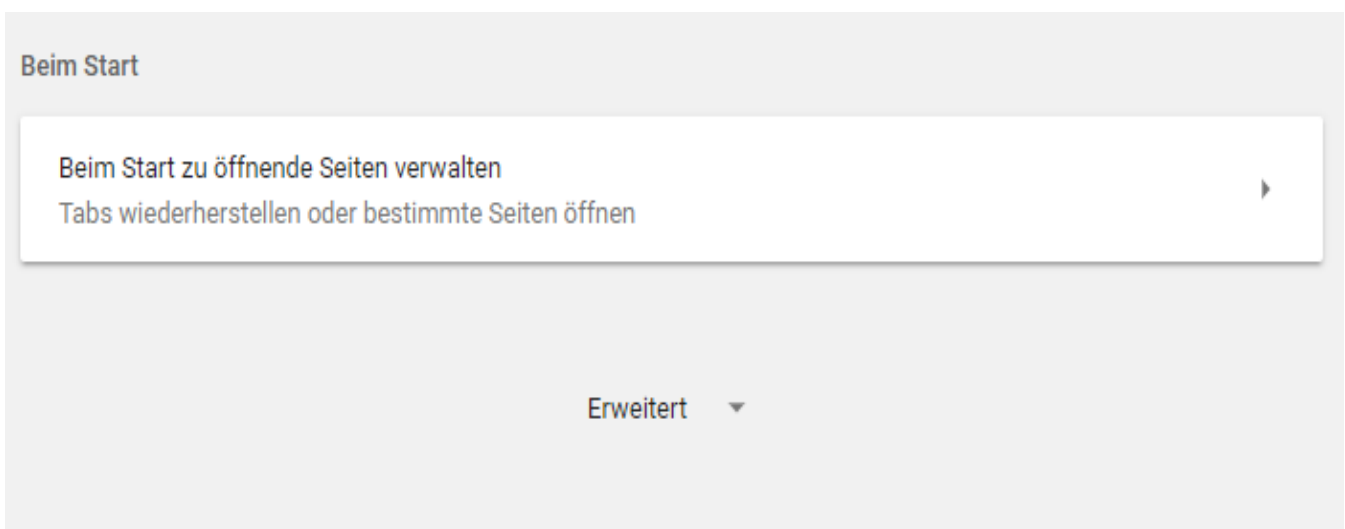 Beim Start
Beim Start zu öffnende Seiten verwalten
Tabs wiederherstellen oder bestimmte Seiten öffnen
Erweitert